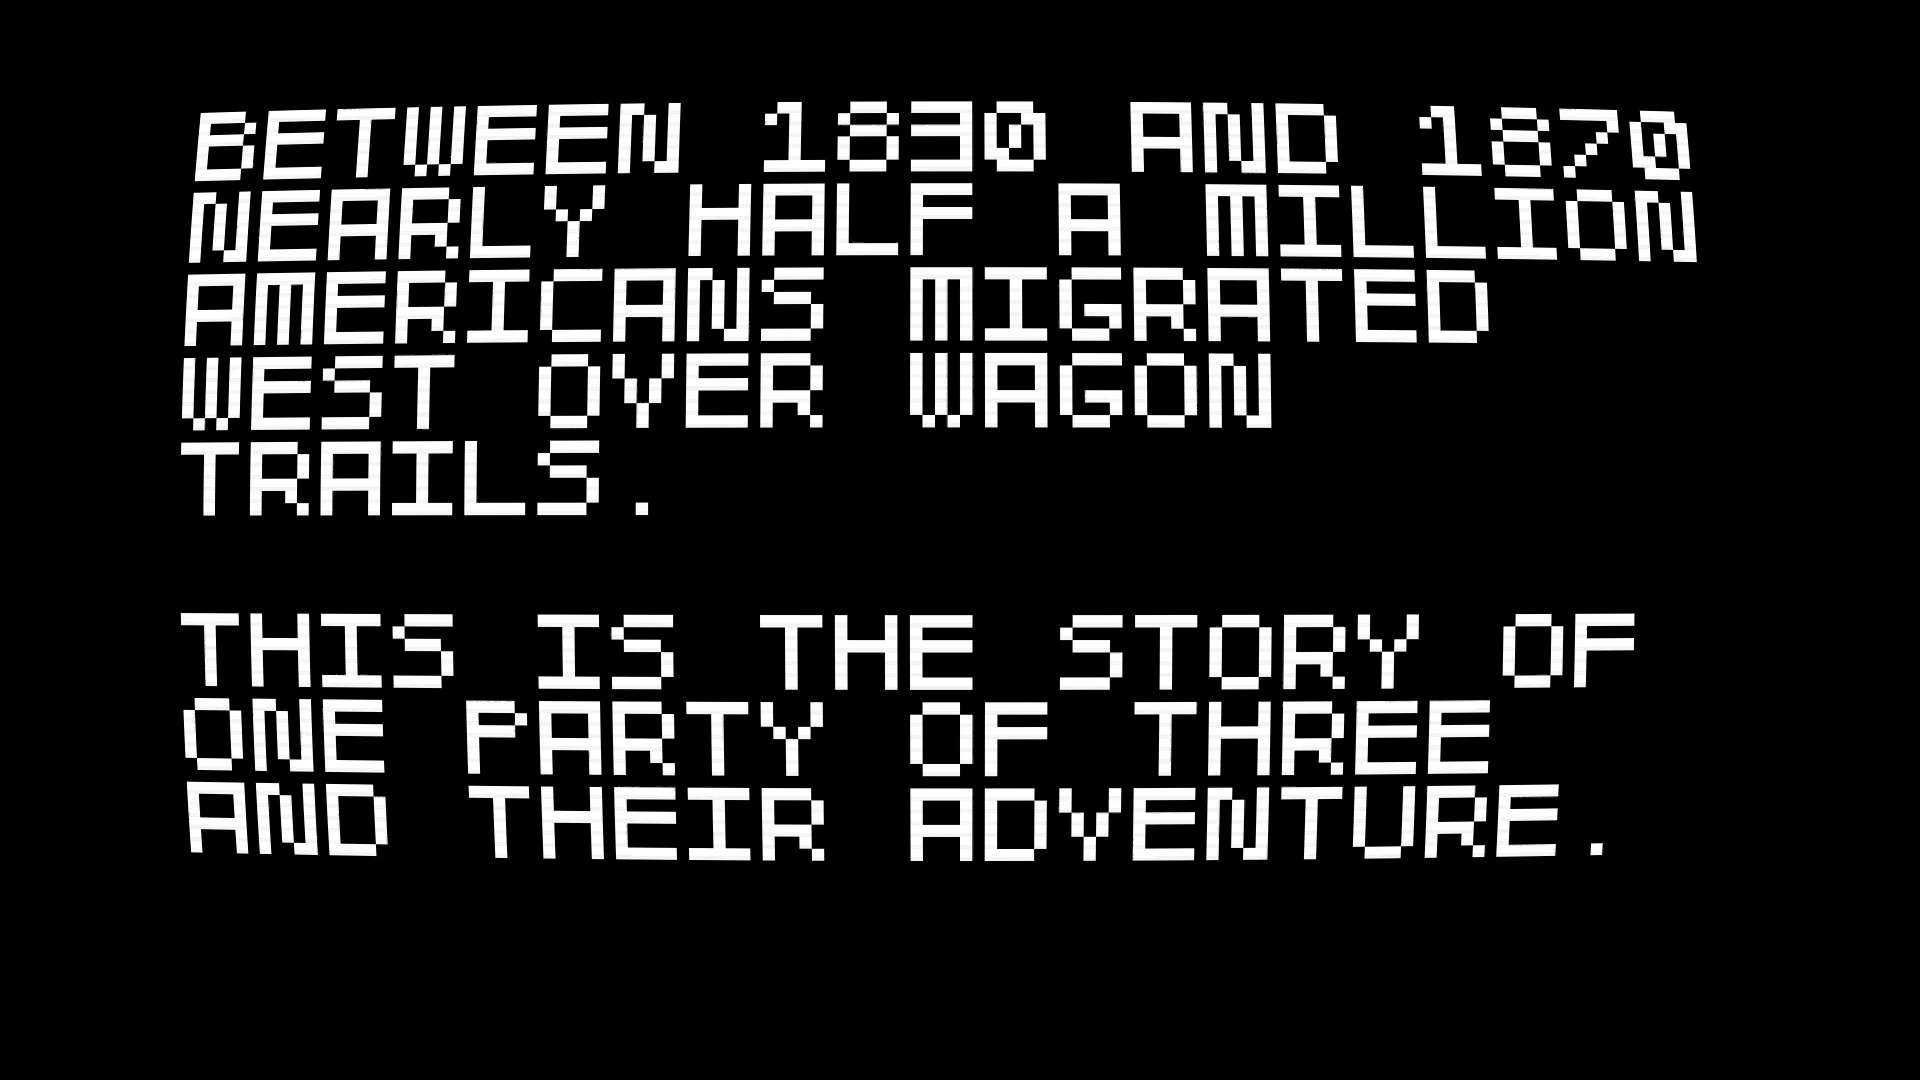 BETWEEN 1830 AND 1870
NEARLY HALF A MILLION
AMERICANS MIGRATED
WEST OVER WAGON
TRAILS.
THIS IS THE STORY OF
ONE PARTY OF THREE
AND THEIR ADVENTURE.